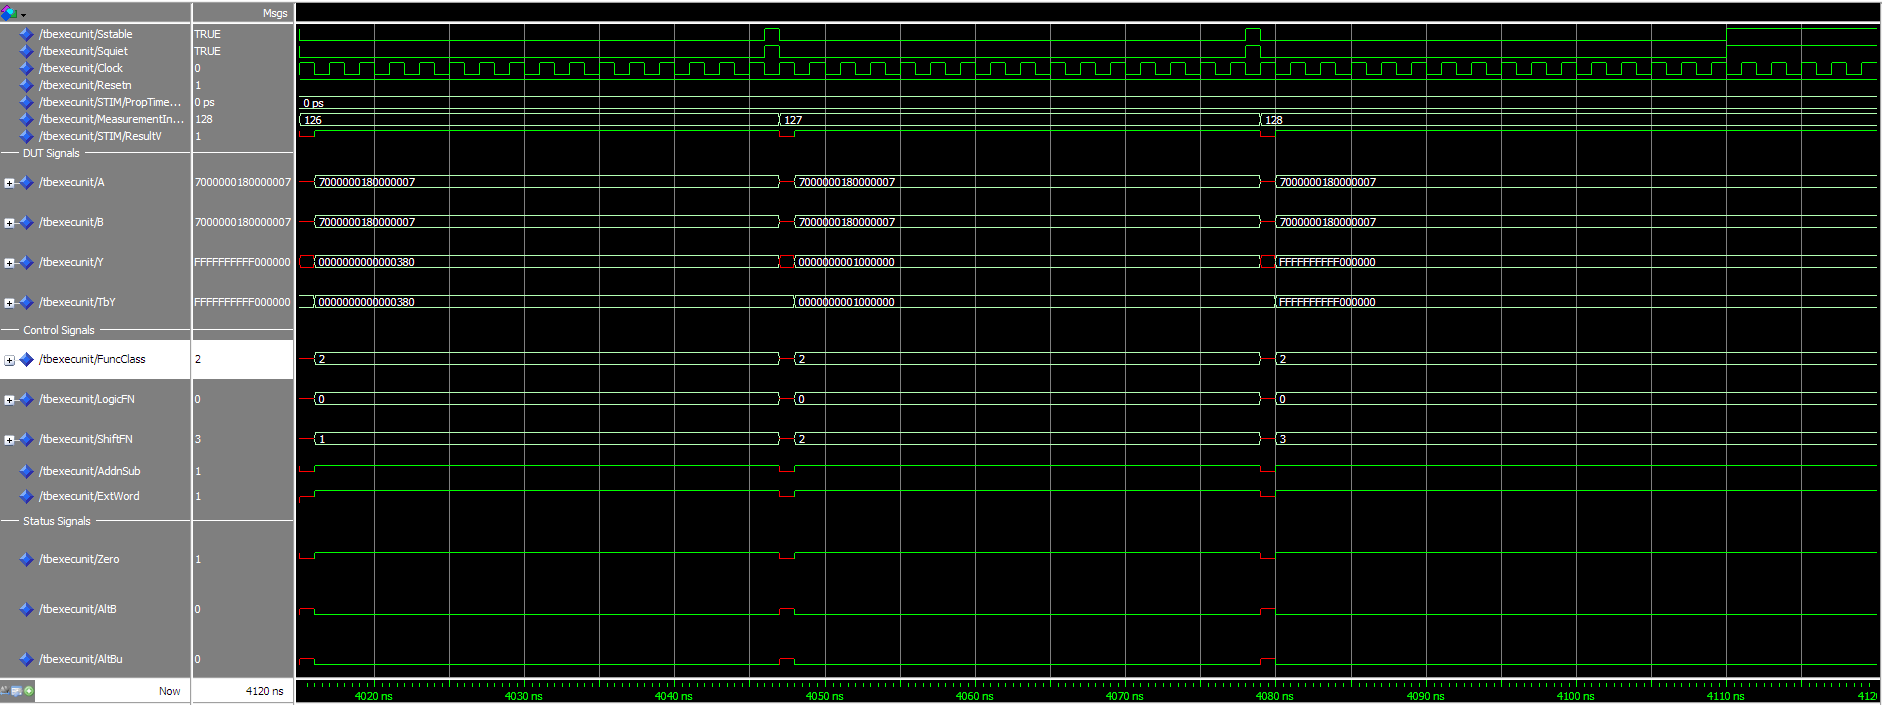 Msgs
/tbexecunit/Sstable TRUE
/tbexecunit/Squiet TRUE
/tbexecunit/Clock 0
/tbexecunit/Resetn 1
/tbexecunit/STIM/PropTime... 0 ps 0 ps
/tbexecunit/MeasurementIn... 128 126 127 128
/tbexecunit/STIM/ResultV 1
DUT Signals
/tbexecunit/A 7000000180000007 7000000180000007 7000000180000007 7000000180000007
/tbexecunit/B 7000000180000007 7000000180000007 7000000180000007 7000000180000007
/tbexecunit/Y FFFFFFFFFF000000 0000000000000380 0000000001000000 FFFFFFFFFF000000
/tbexecunit/TbY FFFFFFFFFF000000 0000000000000380 0000000001000000 FFFFFFFFFF000000
Control Signals
/tbexecunit/FuncClass 2 2 2 2
/tbexecunit/LogicFN 0 0 0 0
/tbexecunit/ShiftFN 3 1 2 3
/tbexecunit/AddnSub 1
/tbexecunit/ExtWord 1
Status Signals
/tbexecunit/Zero 1
/tbexecunit/AltB 0
/tbexecunit/AltBu 0
Now 4120 ns 4020 ns 4030 ns 4040 ns 4050 ns 4060 ns 4070 ns 4080 ns 4090 ns 4100 ns 4110 ns 412